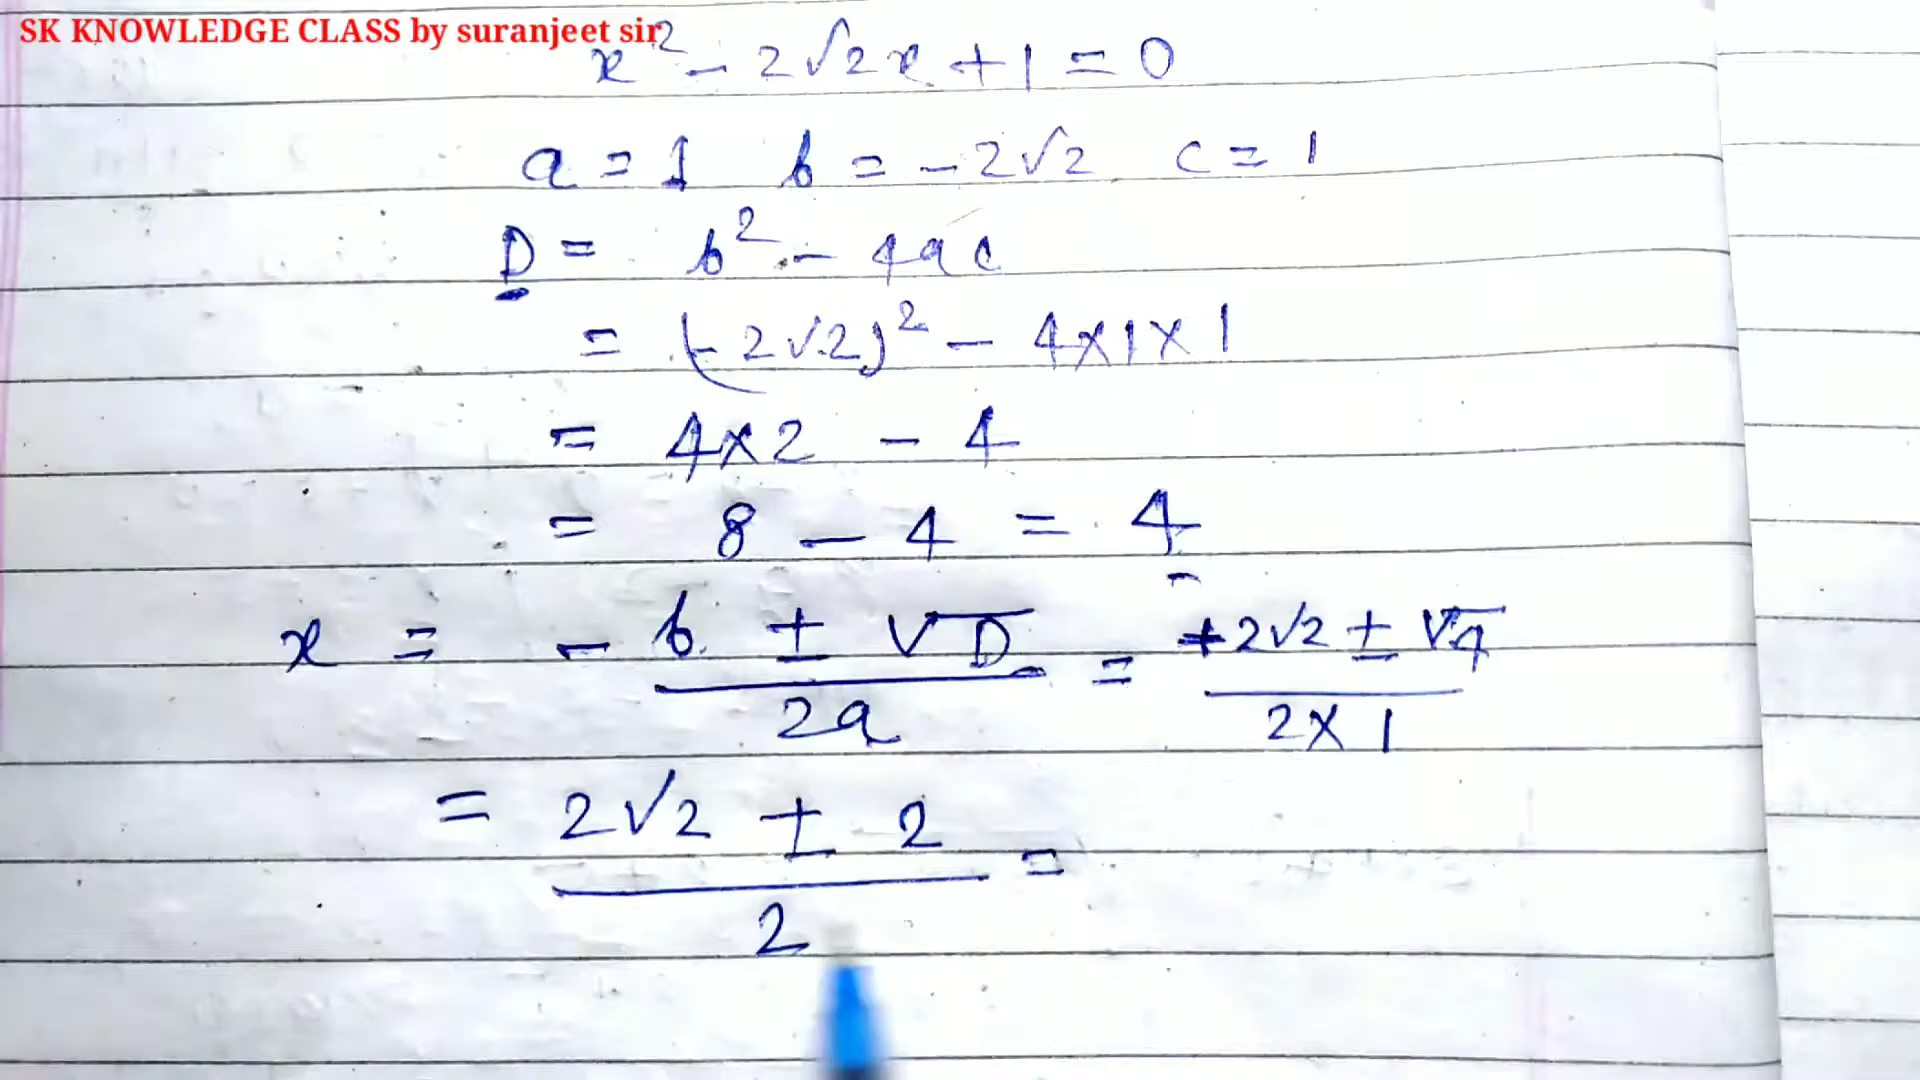 SK KNOWLEDGE CLASS by suranjeet sir
x² - 2√2x + 1 = 0
a = 1 b = -2√2 c = 1
D = b² - 4ac
= (-2√2)² - 4×1×1
= 4×2 - 4
= 8 - 4 = 4
x = -b ± √D / 2a = +2√2 ± √4 / 2×1
= 2√2 ± 2 / 2 =